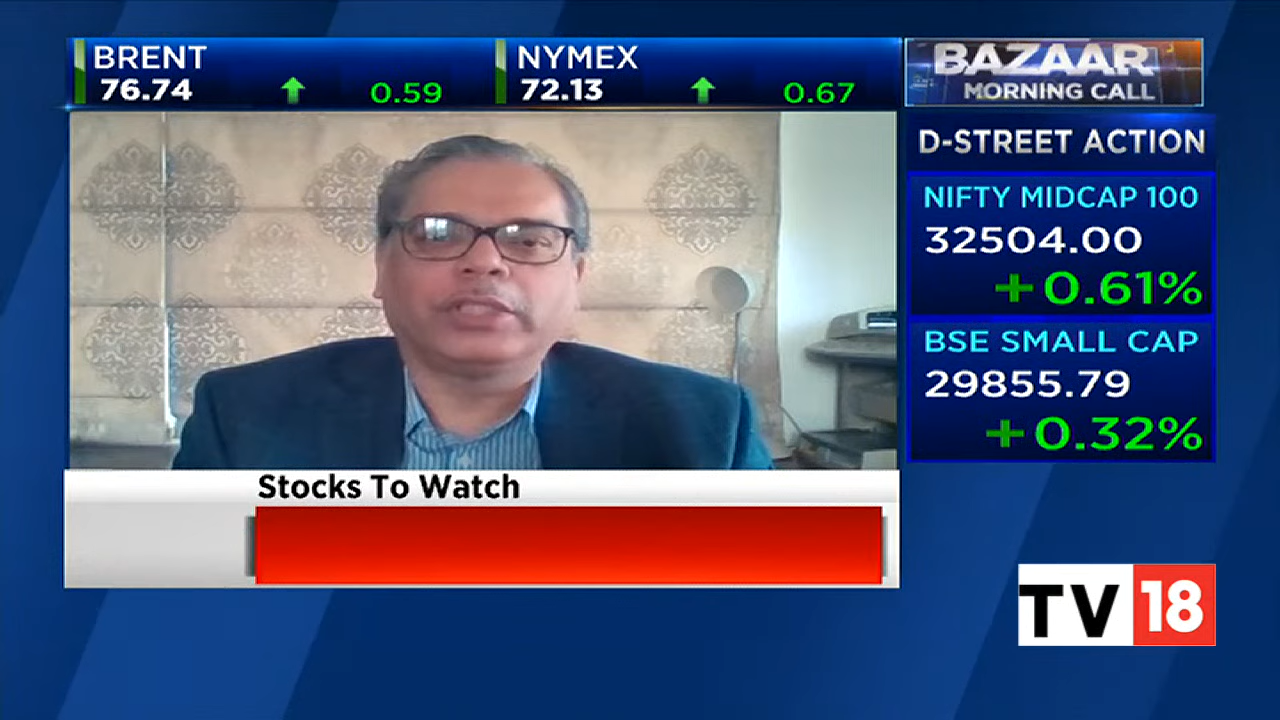 BRENT
76.74 0.59
NYMEX
72.13 0.67
BAZAAR
MORNING CALL
D-STREET ACTION
NIFTY MIDCAP 100
32504.00
+0.61%
BSE SMALL CAP
29855.79
+0.32%
Stocks To Watch
TV18